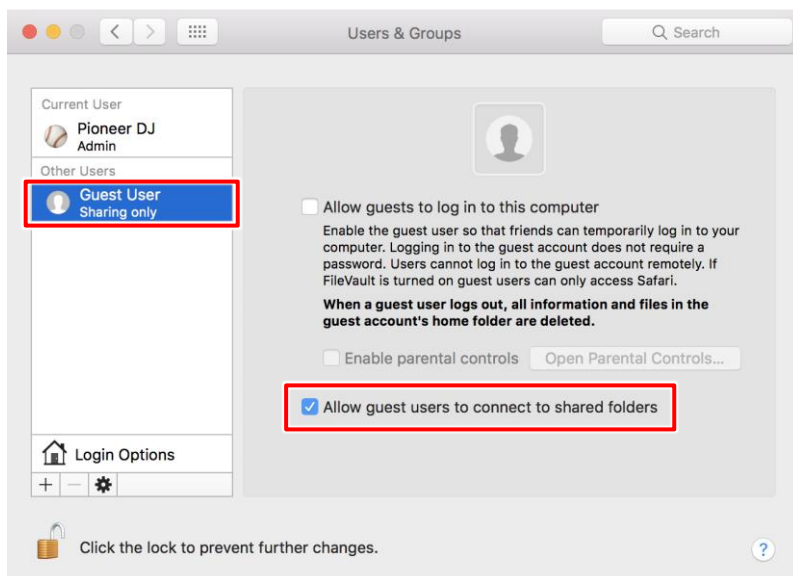 Users & Groups
Search
Current User
Pioneer DJ
Admin
Other Users
Guest User
Sharing only
Login Options
Allow guests to log in to this computer
Enable the guest user so that friends can temporarily log in to your
computer. Logging in to the guest account does not require a
password. Users cannot log in to the guest account remotely. If
FileVault is turned on guest users can only access Safari.
When a guest user logs out, all information and files in the
guest account's home folder are deleted.
Enable parental controls Open Parental Controls...
Allow guest users to connect to shared folders
Click the lock to prevent further changes.
?